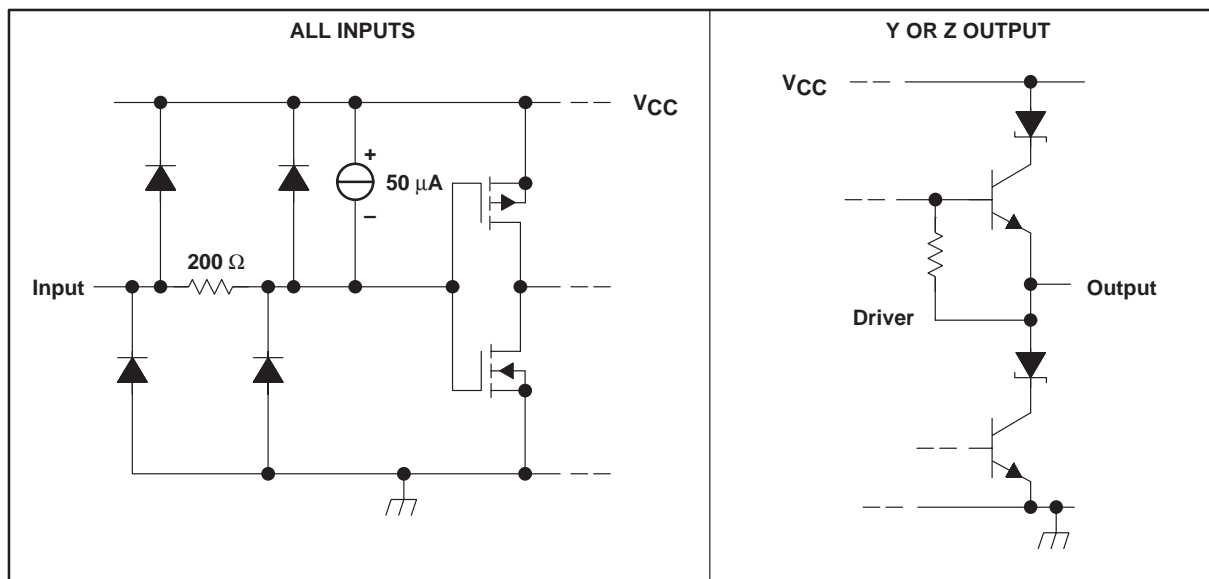 ALL INPUTS
VCC
+
50 μA
–
200 Ω
Input
Y OR Z OUTPUT
VCC
Output
Driver